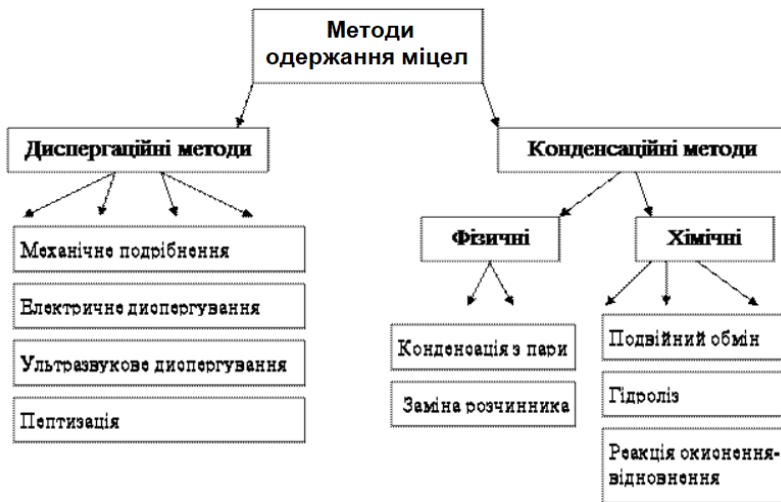 Методи
одержання міцел
Диспергаційні методи
Конденсаційні методи
Механічне подрібнення
Електричне диспергування
Ультразвукове диспергування
Пептизація
Фізичні
Хімічні
Конденсація з пари
Заміна розчинника
Подвійний обмін
Гідроліз
Реакція окиснення-
відновлення